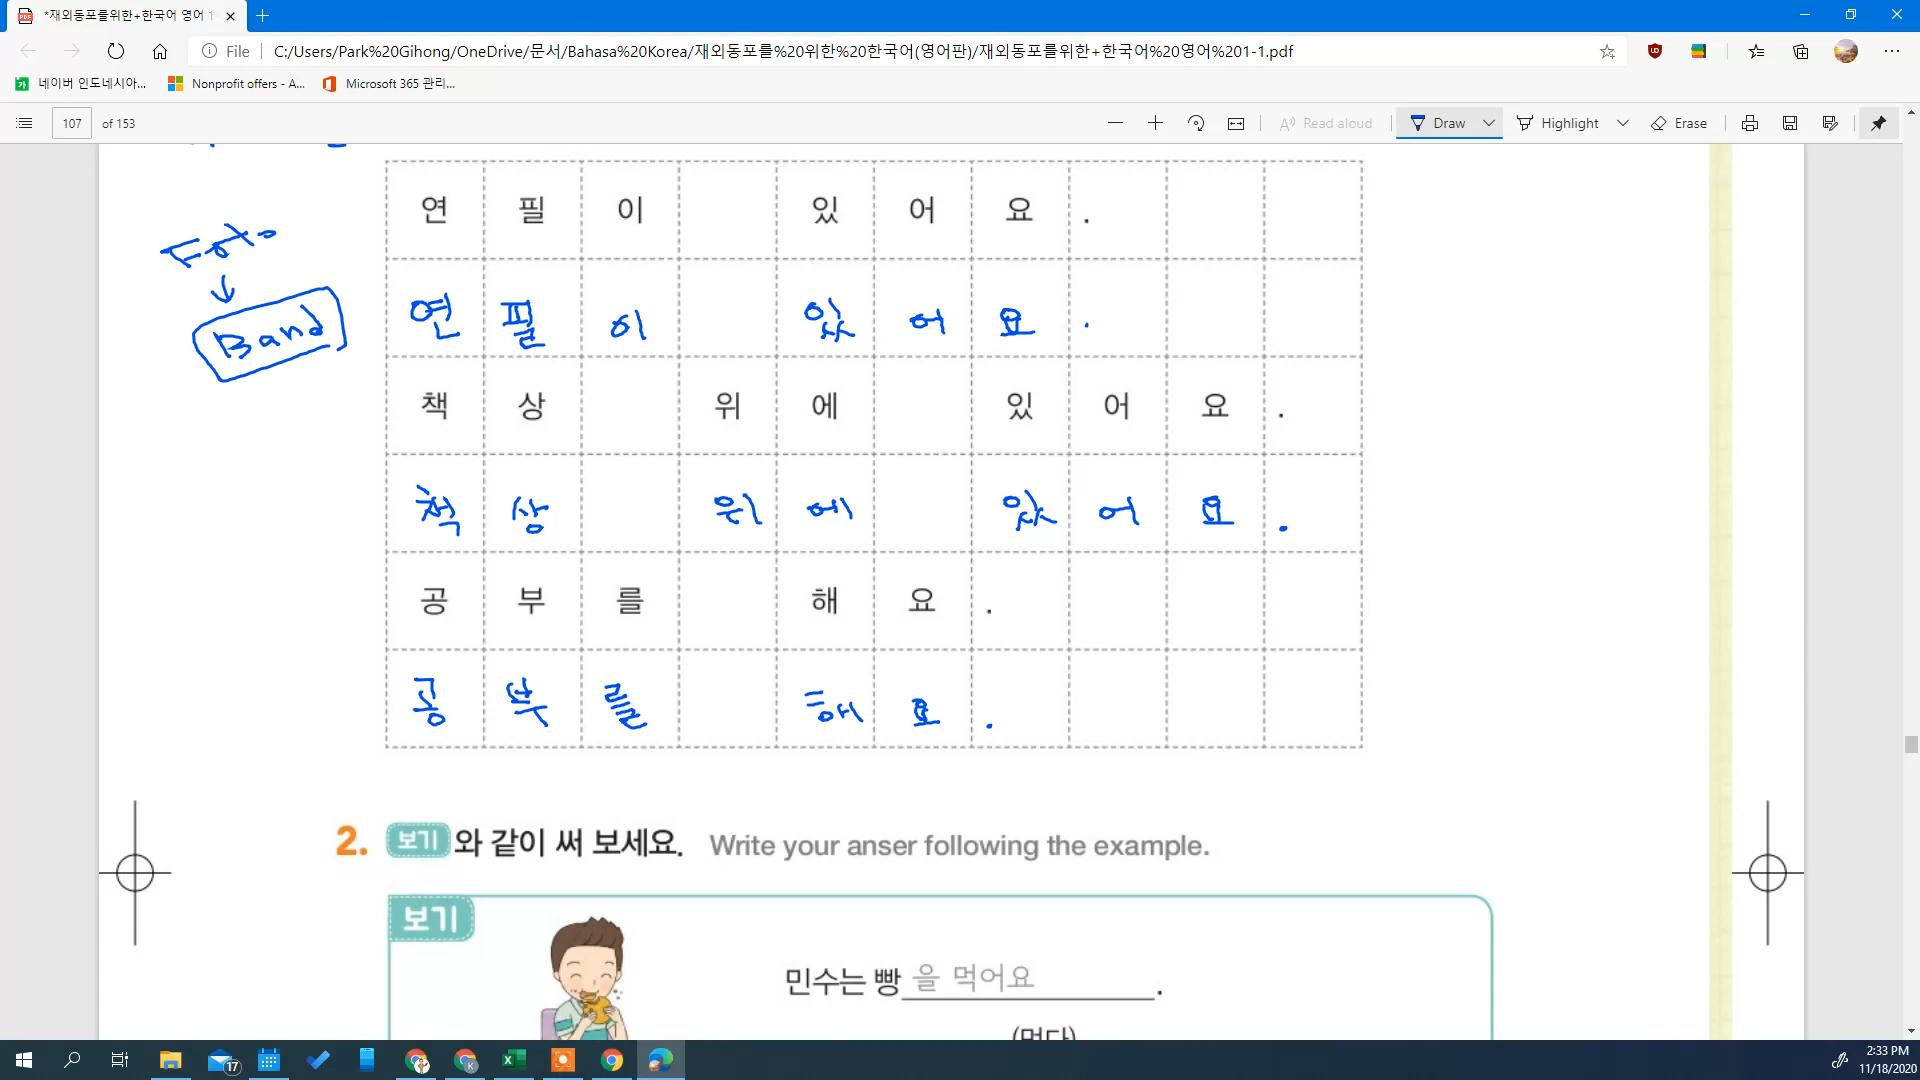 *재외동포를위한+한국어 영어 1
File
C:/Users/Park%20Gihong/OneDrive/문서/Bahasa%20Korea/재외동포를%20위한%20한국어(영어판)/재외동포를위한+한국어%20영어%201-1.pdf
네이버 인도네시아...
Nonprofit offers - A...
Microsoft 365 관리...
107 of 153
Read aloud
Draw
Highlight
Erase
연필이 있어요.
Foto
연필이 있어요.
Band
책상 위에 있어요.
책상 위에 있어요.
공부를 해요.
공부를 해요.
2. 보기 와 같이 써 보세요. Write your anser following the example.
보기
민수는 빵을 먹어요.
(먹다)
17
2:33 PM
11/18/2020